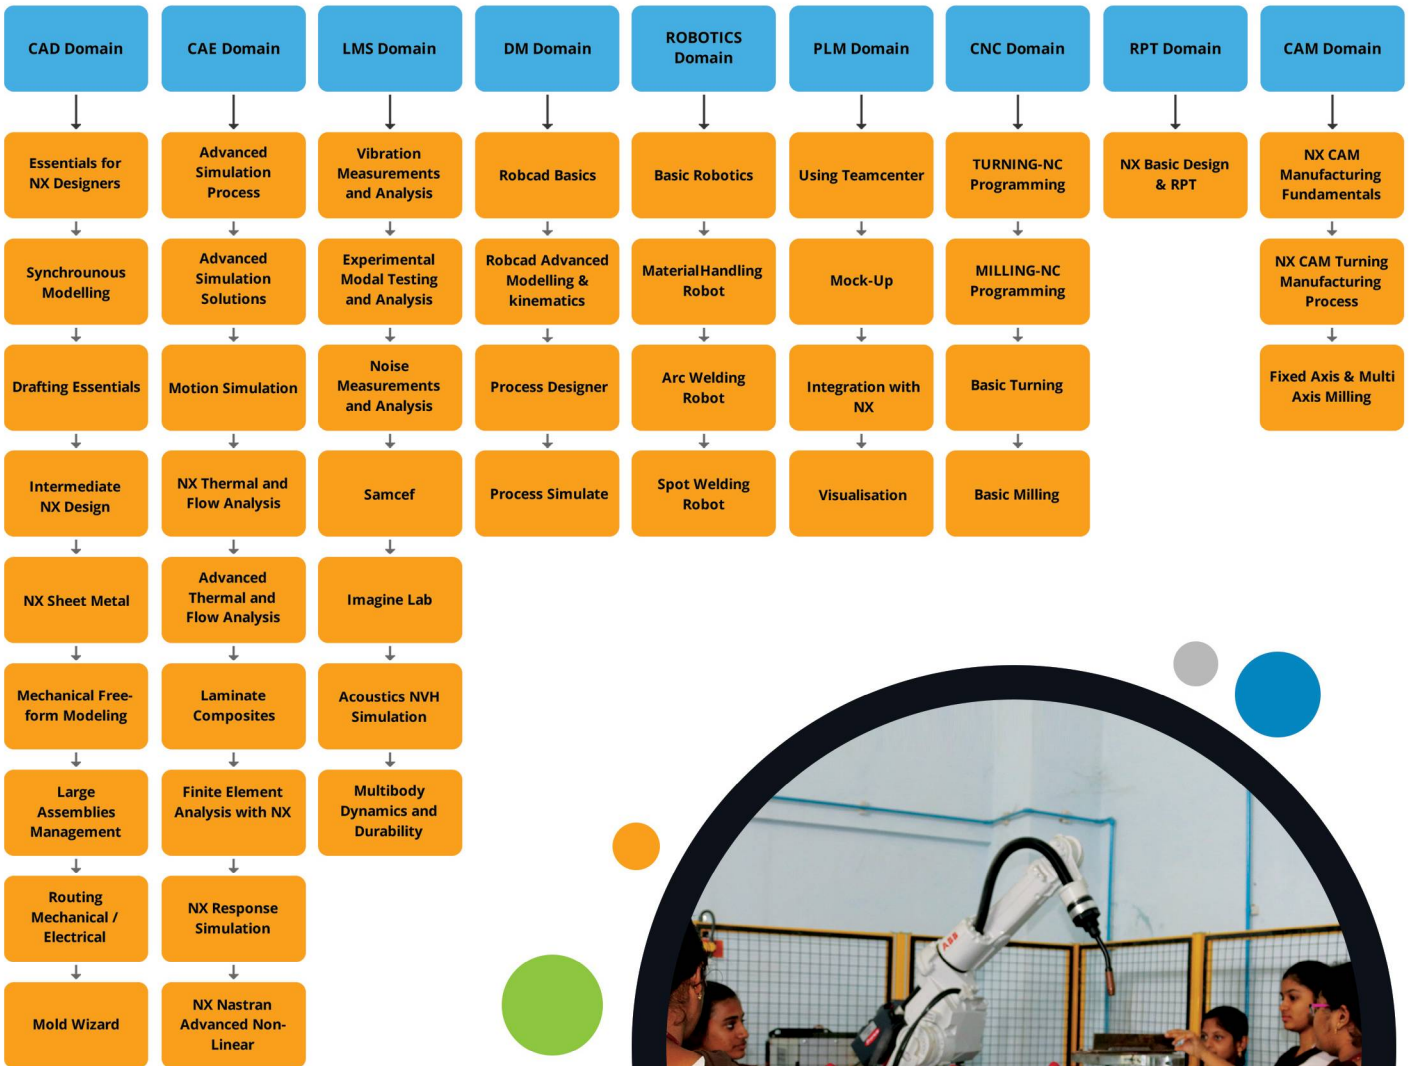 CAD Domain
CAE Domain
LMS Domain
DM Domain
ROBOTICS
Domain
PLM Domain
CNC Domain
RPT Domain
CAM Domain
Essentials for
NX Designers
Synchrounous
Modelling
Drafting Essentials
Intermediate
NX Design
NX Sheet Metal
Mechanical Free-
form Modeling
Large
Assemblies
Management
Routing
Mechanical /
Electrical
Mold Wizard
Advanced
Simulation
Process
Advanced
Simulation
Solutions
Motion Simulation
NX Thermal and
Flow Analysis
Advanced
Thermal and
Flow Analysis
Laminate
Composites
Finite Element
Analysis with NX
NX Response
Simulation
NX Nastran
Advanced Non-
Linear
Vibration
Measurements
and Analysis
Experimental
Modal Testing
and Analysis
Noise
Measurements
and Analysis
Samcef
Imagine Lab
Acoustics NVH
Simulation
Multibody
Dynamics and
Durability
Robcad Basics
Robcad Advanced
Modelling &
kinematics
Process Designer
Process Simulate
Basic Robotics
MaterialHandling
Robot
Arc Welding
Robot
Spot Welding
Robot
Using Teamcenter
Mock-Up
Integration with
NX
Visualisation
TURNING-NC
Programming
MILLING-NC
Programming
Basic Turning
Basic Milling
NX Basic Design
& RPT
NX CAM
Manufacturing
Fundamentals
NX CAM Turning
Manufacturing
Process
Fixed Axis & Multi
Axis Milling
ABB